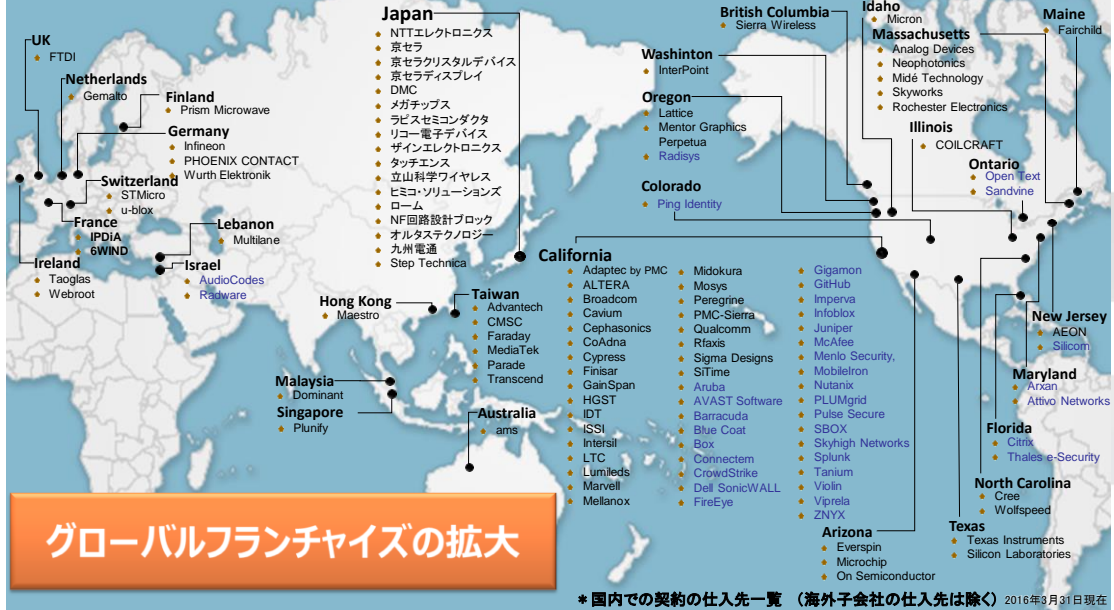 UK
FTDI
Netherlands
Gemalto
Finland
Prism Microwave
Germany
Infineon
PHOENIX CONTACT
Wurth Elektronik
Switzerland
STMicro
u-blox
France
IPDiA
6WIND
Ireland
Taoglas
Webroot
Lebanon
Multilane
Israel
AudioCodes
Radware
Japan
NTTエレクトロニクス
京セラ
京セラクリスタルデバイス
京セラディスプレイ
DMC
メガチップス
ラピスセミコンダクタ
リコー電子デバイス
ザインエレクトロニクス
タッチエンス
立山科学ワイヤレス
ヒミコ・ソリューションズ
ローム
NF回路設計ブロック
オルタステクノロジー
九州電通
Step Technica
Hong Kong
Maestro
Taiwan
Advantech
CMSC
Faraday
MediaTek
Parade
Transcend
Malaysia
Dominant
Singapore
Plunify
Australia
ams
British Columbia
Sierra Wireless
Washinton
InterPoint
Oregon
Lattice
Mentor Graphics
Perpetua
Radisys
Colorado
Ping Identity
California
Adaptec by PMC
ALTERA
Broadcom
Cavium
Cephasonics
CoAdna
Cypress
Finisar
GainSpan
HGST
IDT
ISSI
Intersil
LTC
Lumileds
Marvell
Mellanox
Midokura
Mosys
Peregrine
PMC-Sierra
Qualcomm
Rfaxis
Sigma Designs
SiTime
Aruba
AVAST Software
Barracuda
Blue Coat
Box
Connectem
CrowdStrike
Dell SonicWALL
FireEye
Gigamon
GitHub
Imperva
Infoblox
Juniper
McAfee
Menlo Security,
MobileIron
Nutanix
PLUMgrid
Pulse Secure
SBOX
Skyhigh Networks
Splunk
Tanium
Violin
Viprela
ZNYX
Idaho
Micron
Massachusetts
Analog Devices
Neophotonics
Midé Technology
Skyworks
Rochester Electronics
Maine
Fairchild
Illinois
COILCRAFT
Ontario
Open Text
Sandvine
New Jersey
AEON
Silicom
Maryland
Arxan
Attivo Networks
Florida
Citrix
Thales e-Security
North Carolina
Cree
Wolfspeed
Texas
Texas Instruments
Silicon Laboratories
Arizona
Everspin
Microchip
On Semiconductor
グローバルフランチャイズの拡大
＊国内での契約の仕入先一覧 （海外子会社の仕入先は除く） 2016年3月31日現在